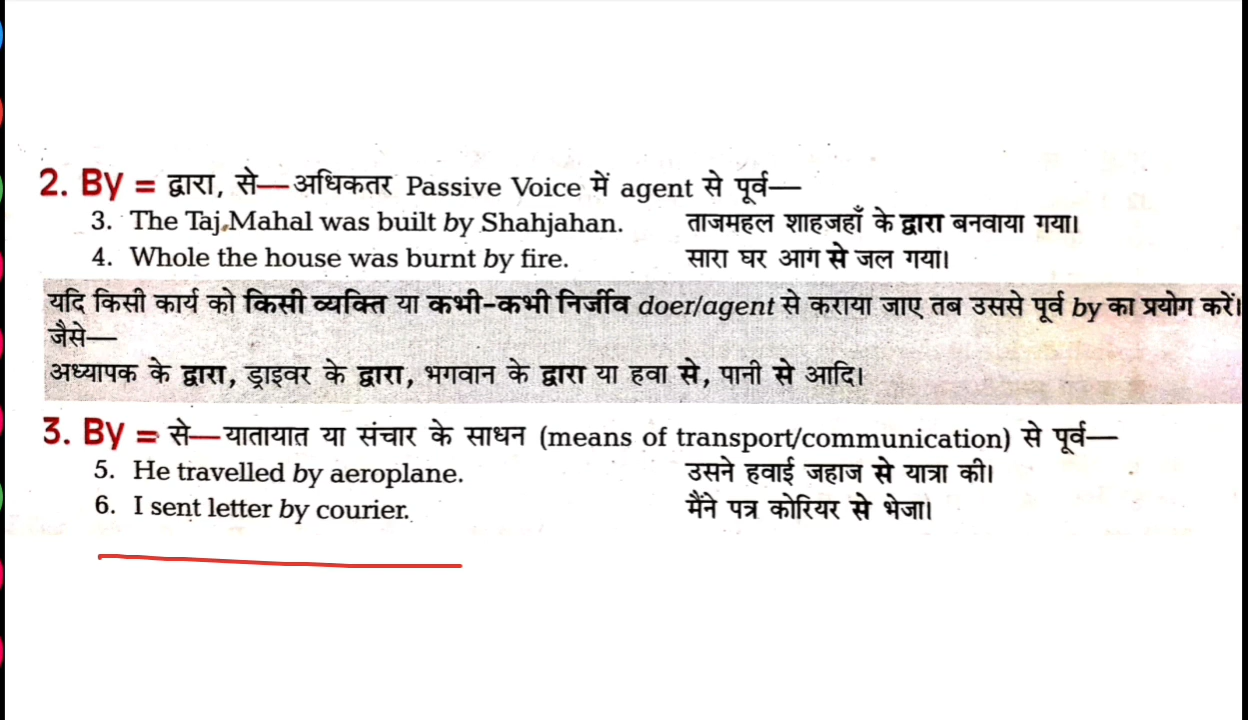 2. By = द्वारा, से—अधिकतर Passive Voice में agent से पूर्व—
3. The Taj Mahal was built by Shahjahan. ताजमहल शाहजहाँ के द्वारा बनवाया गया।
4. Whole the house was burnt by fire. सारा घर आग से जल गया।
यदि किसी कार्य को किसी व्यक्ति या कभी-कभी निर्जीव doer/agent से कराया जाए तब उससे पूर्व by का प्रयोग करें।
जैसे—
अध्यापक के द्वारा, ड्राइवर के द्वारा, भगवान के द्वारा या हवा से, पानी से आदि।
3. By = से—यातायात या संचार के साधन (means of transport/communication) से पूर्व—
5. He travelled by aeroplane. उसने हवाई जहाज से यात्रा की।
6. I sent letter by courier. मैंने पत्र कोरियर से भेजा।